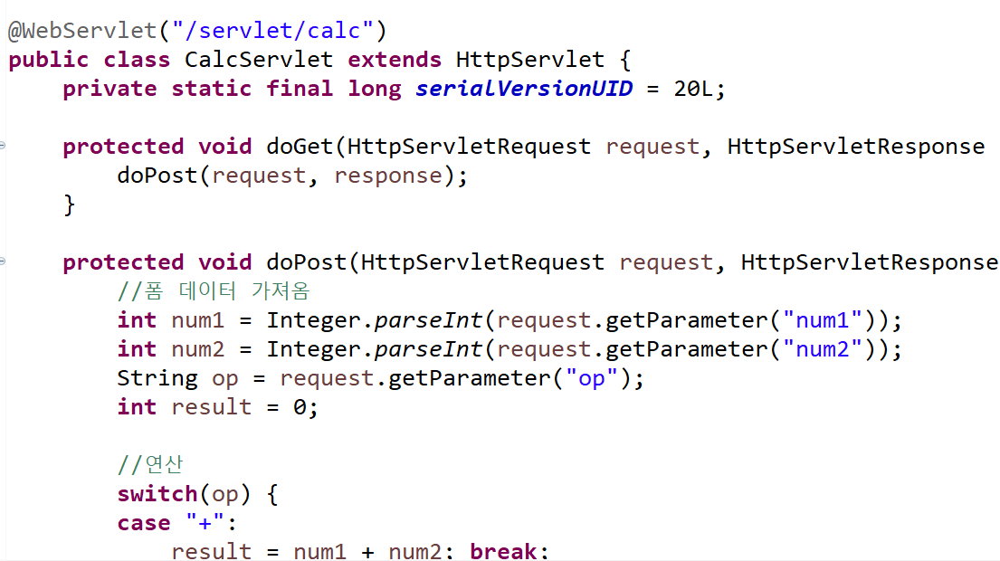 @WebServlet("/servlet/calc")
public class CalcServlet extends HttpServlet {
    private static final long serialVersionUID = 20L;
    protected void doGet(HttpServletRequest request, HttpServletResponse
        doPost(request, response);
    }
    protected void doPost(HttpServletRequest request, HttpServletResponse
        //폼 데이터 가져옴
        int num1 = Integer.parseInt(request.getParameter("num1"));
        int num2 = Integer.parseInt(request.getParameter("num2"));
        String op = request.getParameter("op");
        int result = 0;
        //연산
        switch(op) {
        case "+":
            result = num1 + num2; break;